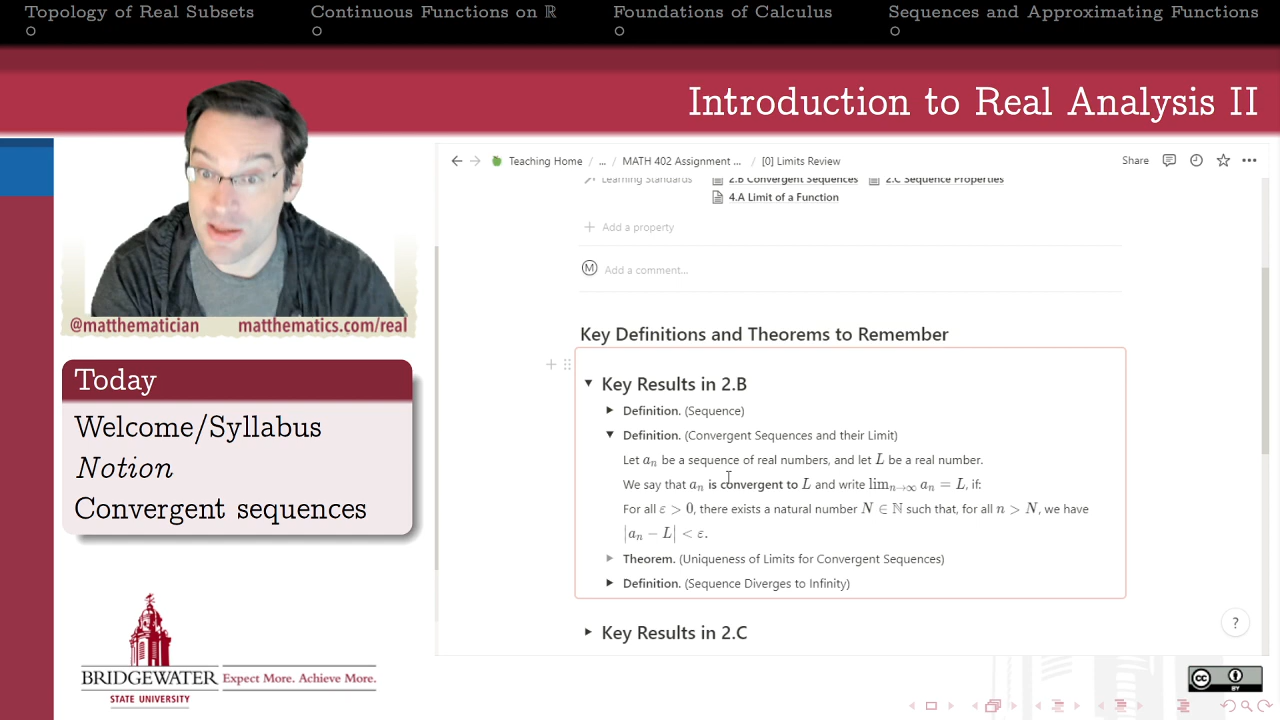 Topology of Real Subsets
Continuous Functions on ℝ
Foundations of Calculus
Sequences and Approximating Functions
Introduction to Real Analysis II
Teaching Home / ... / MATH 402 Assignment ... / [0] Limits Review
Share
Learning Standards
2.B Convergent Sequences
2.C Sequence Properties
4.A Limit of a Function
Add a property
M
Add a comment...
@matthematician
matthematics.com/real
Key Definitions and Theorems to Remember
Today
Welcome/Syllabus
Notion
Convergent sequences
Key Results in 2.B
Definition. (Sequence)
Definition. (Convergent Sequences and their Limit)
Let aₙ be a sequence of real numbers, and let L be a real number.
We say that aₙ is convergent to L and write limₙ→∞ aₙ = L, if:
For all ε > 0, there exists a natural number N ∈ ℕ such that, for all n > N, we have
|aₙ − L| < ε.
Theorem. (Uniqueness of Limits for Convergent Sequences)
Definition. (Sequence Diverges to Infinity)
Key Results in 2.C
?
BRIDGEWATER
STATE UNIVERSITY
Expect More. Achieve More.
CC
BY